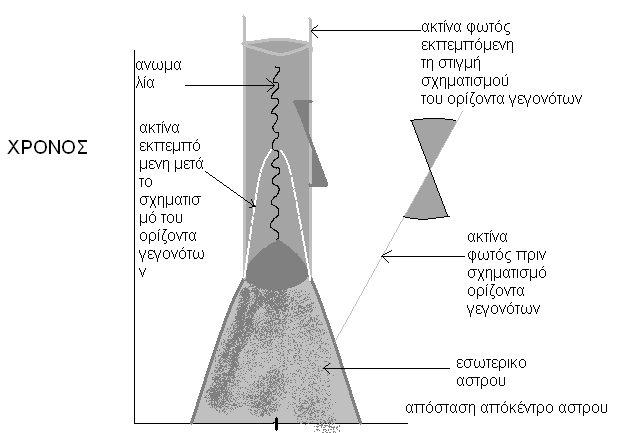 ακτίνα φωτός
εκπεμπόμενη
τη στιγμή
σχηματισμού
του ορίζοντα γεγονότων
ανωμα
λία
ΧΡΟΝΟΣ
ακτίνα
εκπεμπό
μενη μετά
το
σχηματισ
μό του
ορίζοντα
γεγονότω
ν
ακτίνα
φωτός πριν
σχηματισμό
ορίζοντα
γεγονότων
εσωτερικο
αστρου
απόσταση απόκέντρο αστρου